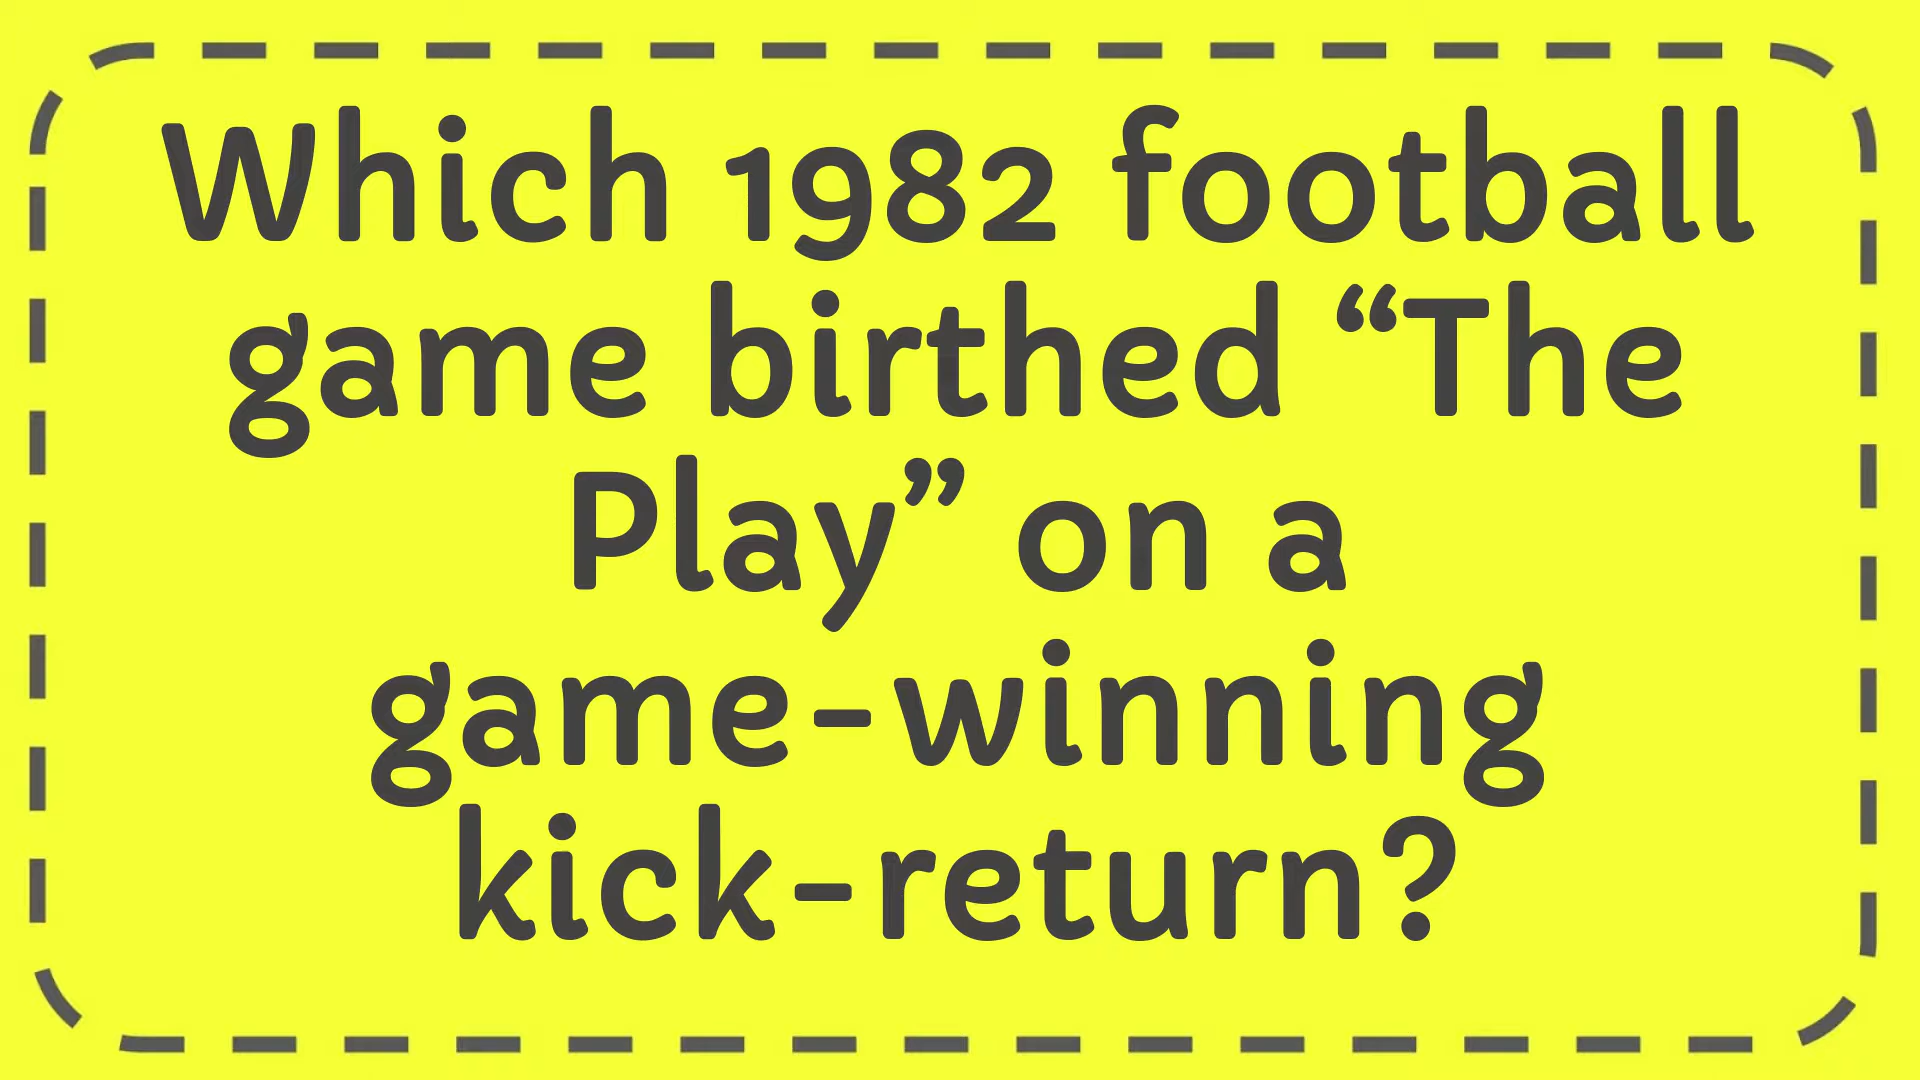 Which 1982 football
game birthed “The
Play” on a
game-winning
kick-return?